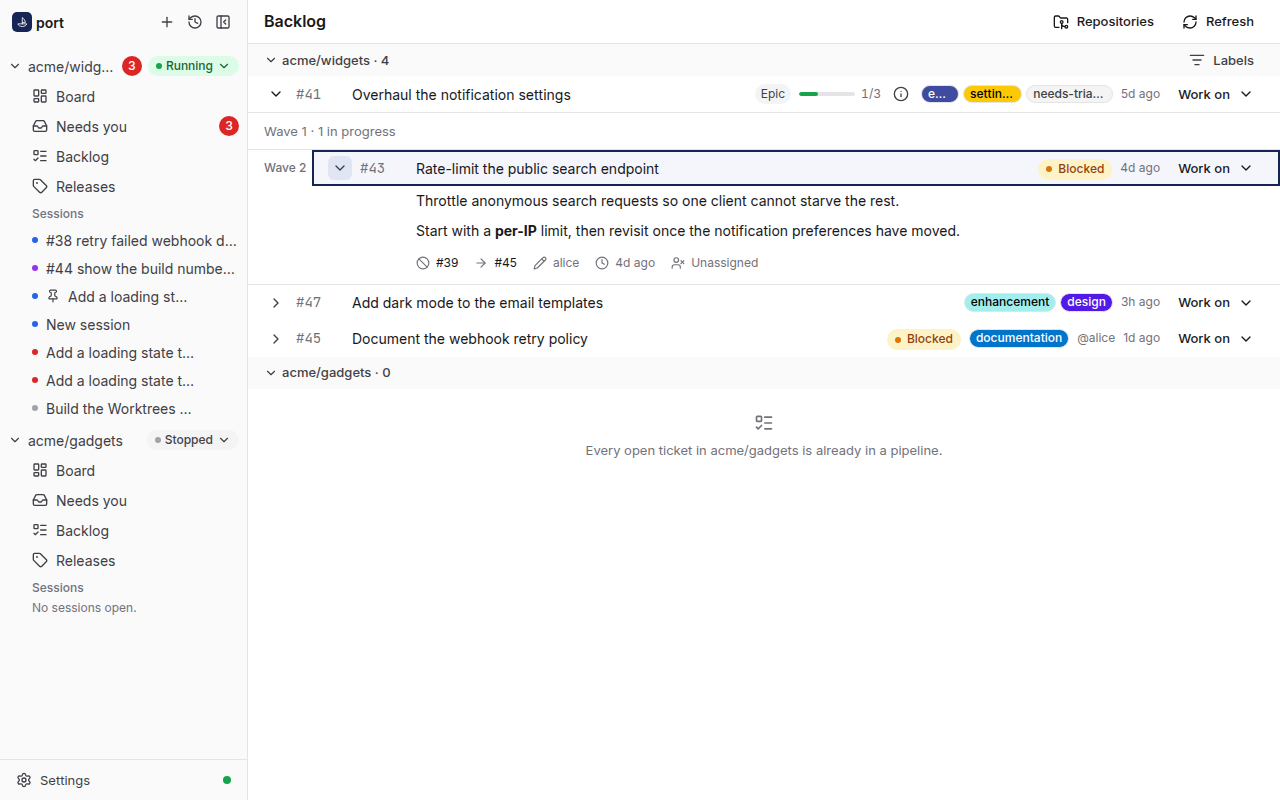 port
Backlog
Repositories
Refresh
acme/widg...
3
Running
Board
Needs you
3
Backlog
Releases
Sessions
#38 retry failed webhook d...
#44 show the build numbe...
Add a loading st...
New session
Add a loading state t...
Add a loading state t...
Build the Worktrees ...
acme/gadgets
Stopped
Board
Needs you
Backlog
Releases
Sessions
No sessions open.
Settings
acme/widgets · 4
Labels
#41 Overhaul the notification settings Epic 1/3 e... settin... needs-tria... 5d ago Work on
Wave 1 · 1 in progress
Wave 2 #43 Rate-limit the public search endpoint Blocked 4d ago Work on
Throttle anonymous search requests so one client cannot starve the rest.
Start with a per-IP limit, then revisit once the notification preferences have moved.
#39 #45 alice 4d ago Unassigned
#47 Add dark mode to the email templates enhancement design 3h ago Work on
#45 Document the webhook retry policy Blocked documentation @alice 1d ago Work on
acme/gadgets · 0
Every open ticket in acme/gadgets is already in a pipeline.